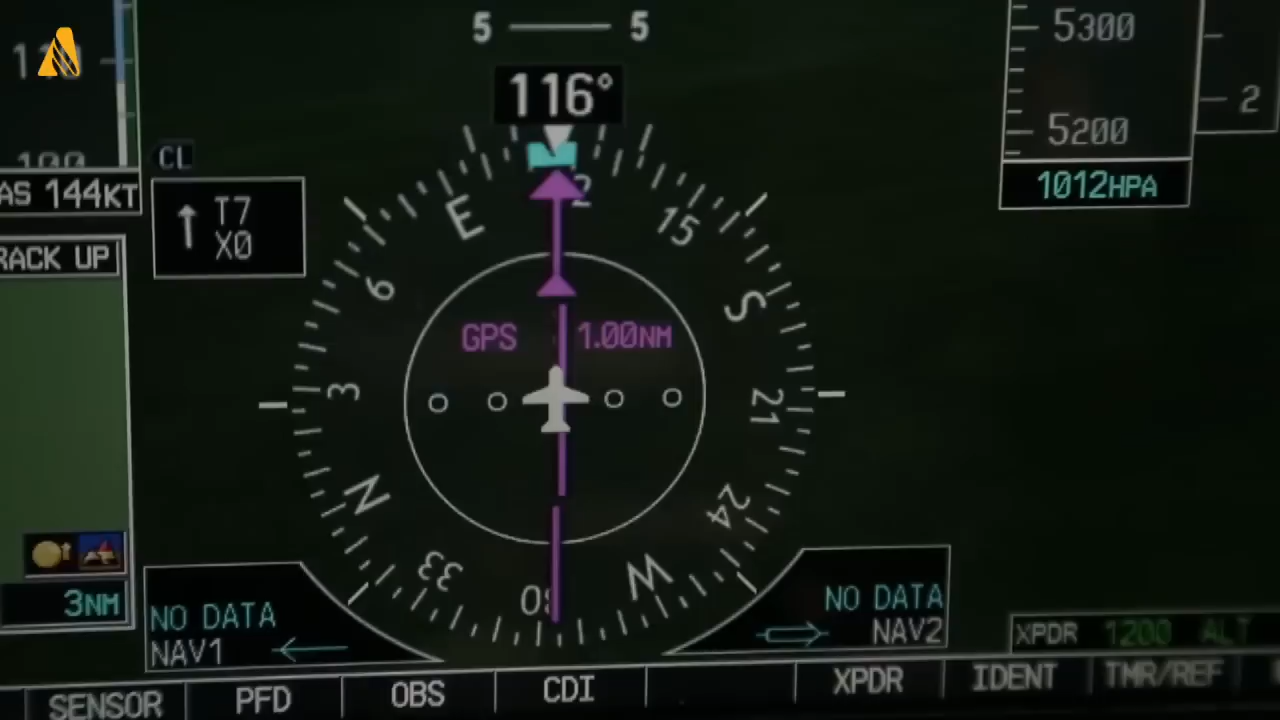 5 5
5300
116°
2
5200
CL
AS 144KT
1012HPA
T7
X0
2
E
15
RACK UP
6
S
GPS 1.00NM
3
21
N
24
33
W
3NM
NO DATA
NAV1
NO DATA
NAV2
XPDR 1200 ALT
SENSOR PFD OBS CDI XPDR IDENT TMR/REF